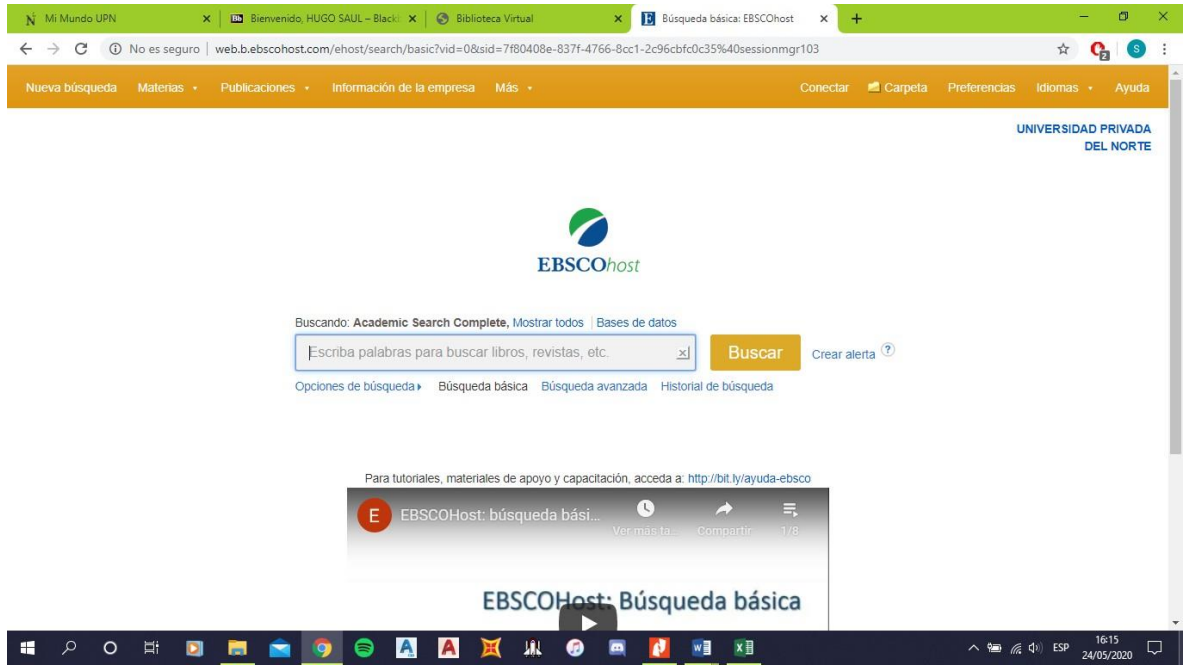 Mi Mundo UPN
Bb Bienvenido, HUGO SAUL – Blackb
Biblioteca Virtual
Búsqueda básica: EBSCOhost
No es seguro | web.b.ebscohost.com/ehost/search/basic?vid=0&sid=7f80408e-837f-4766-8cc1-2c96cbfc0c35%40sessionmgr103
2
S
Nueva búsqueda Materias Publicaciones Información de la empresa Más Conectar Carpeta Preferencias Idiomas Ayuda
UNIVERSIDAD PRIVADA
DEL NORTE
EBSCOhost
Buscando: Academic Search Complete, Mostrar todos | Bases de datos
Escriba palabras para buscar libros, revistas, etc. x Buscar Crear alerta ?
Opciones de búsqueda Búsqueda básica Búsqueda avanzada Historial de búsqueda
Para tutoriales, materiales de apoyo y capacitación, acceda a: http://bit.ly/ayuda-ebsco
E EBSCOHost: búsqueda bási...
Ver más ta... Compartir 1/8
EBSCOHost: Búsqueda básica
ESP
16:15
24/05/2020